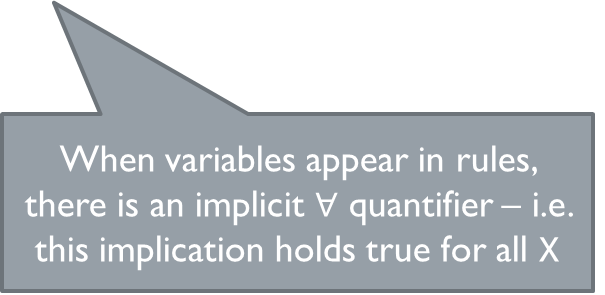 When variables appear in rules,
there is an implicit ∀ quantifier – i.e.
this implication holds true for all X